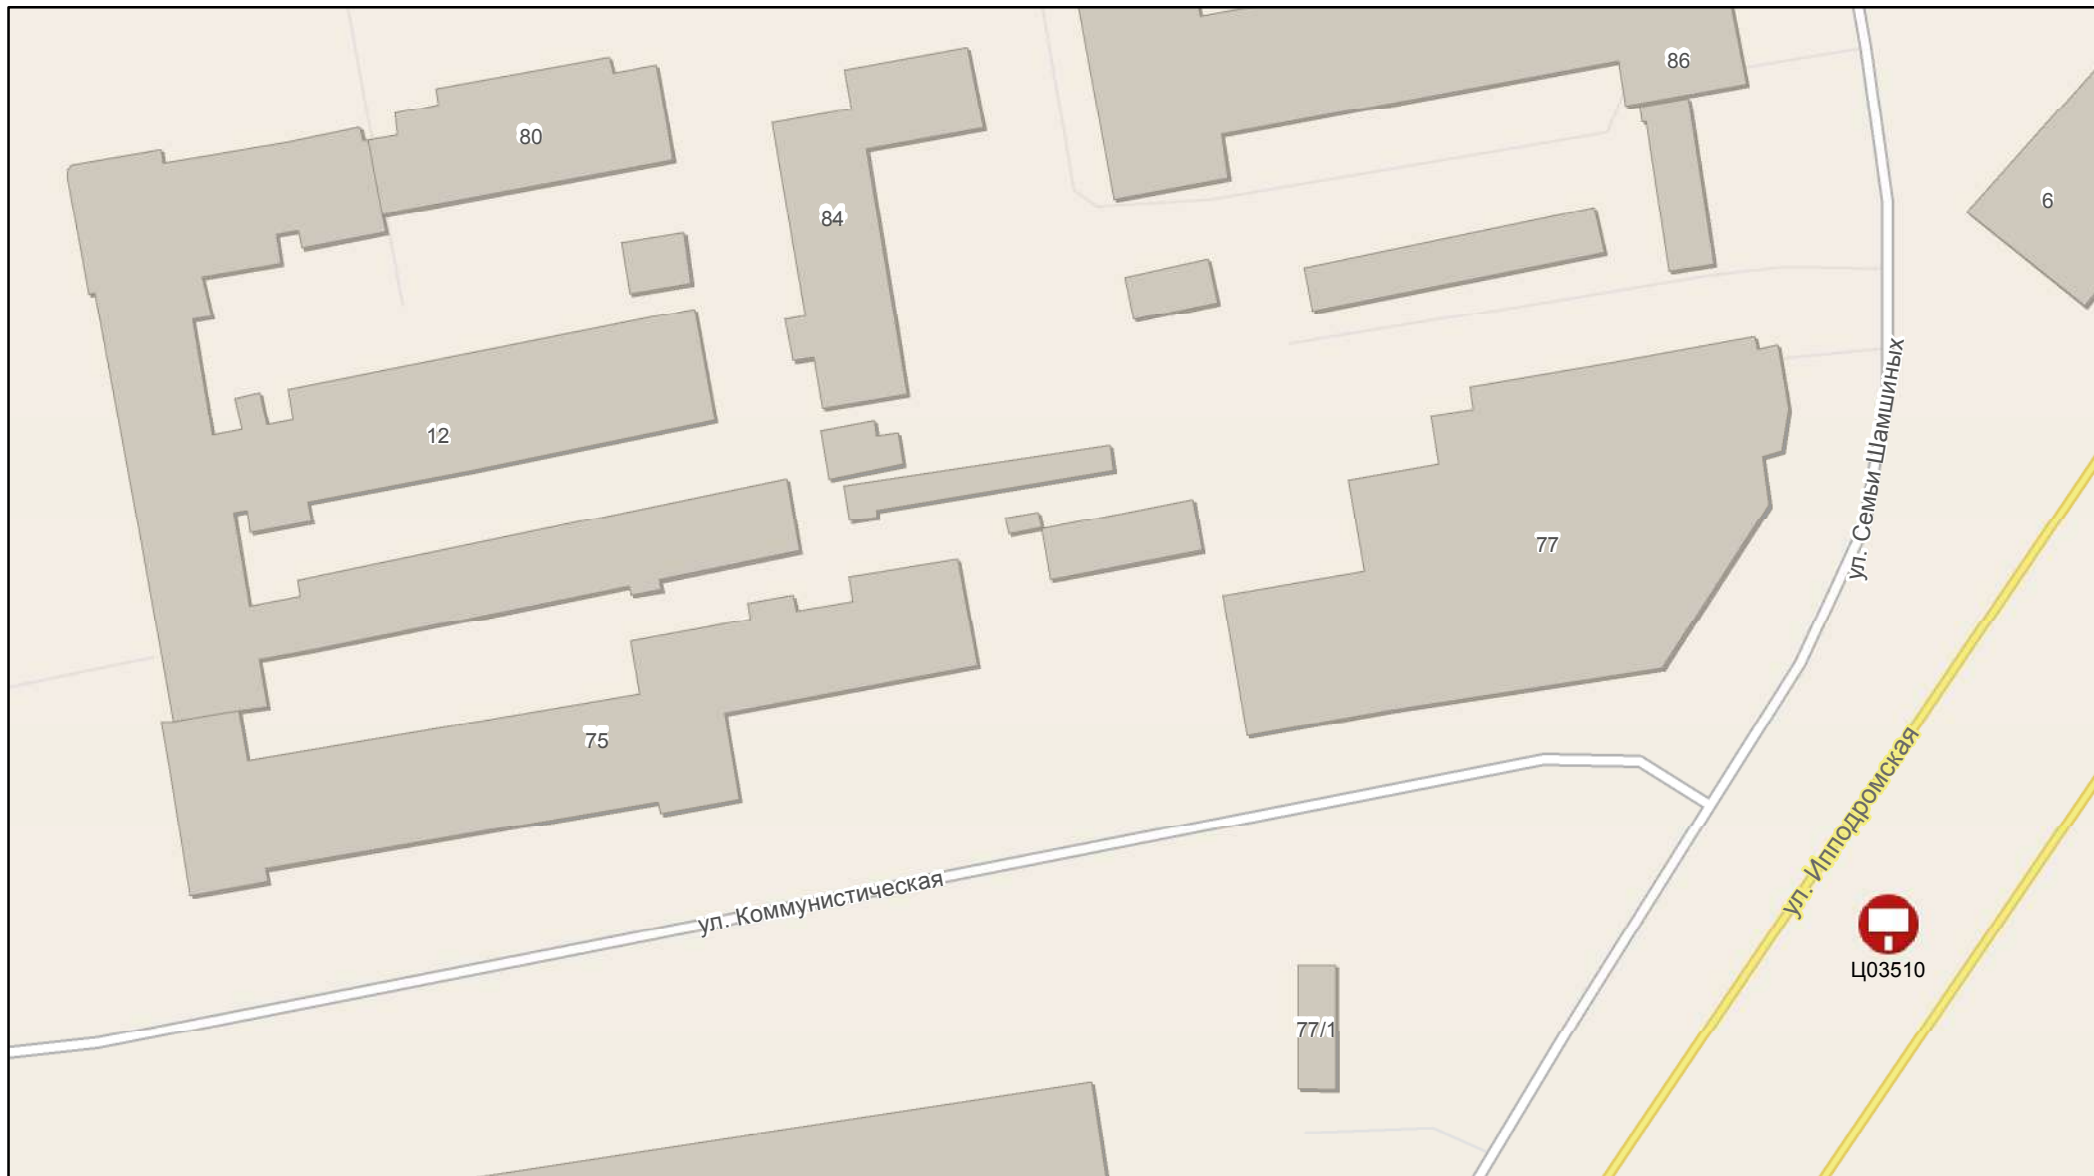 86
80
6
84
ул. Семьи Шамшиных
12
77
75
ул. Ипподромская
ул. Коммунистическая
Ц03510
77/1